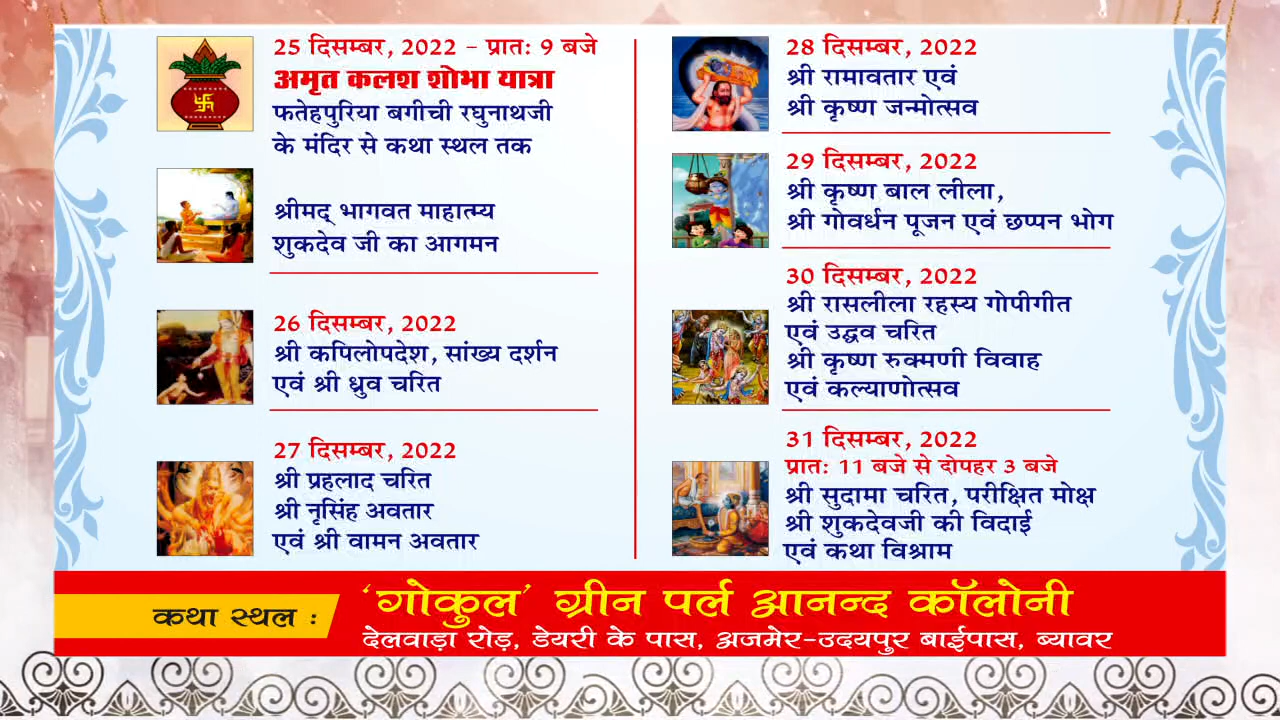 25 दिसम्बर, 2022 - प्रातः 9 बजे
अमृत कलश शोभा यात्रा
फतेहपुरिया बगीची रघुनाथजी
के मंदिर से कथा स्थल तक
श्रीमद् भागवत माहात्म्य
शुकदेव जी का आगमन
26 दिसम्बर, 2022
श्री कपिलोपदेश, सांख्य दर्शन
एवं श्री ध्रुव चरित
27 दिसम्बर, 2022
श्री प्रहलाद चरित
श्री नृसिंह अवतार
एवं श्री वामन अवतार
28 दिसम्बर, 2022
श्री रामावतार एवं
श्री कृष्ण जन्मोत्सव
29 दिसम्बर, 2022
श्री कृष्ण बाल लीला,
श्री गोवर्धन पूजन एवं छप्पन भोग
30 दिसम्बर, 2022
श्री रासलीला रहस्य गोपीगीत
एवं उद्धव चरित
श्री कृष्ण रुक्मणी विवाह
एवं कल्याणोत्सव
31 दिसम्बर, 2022
प्रातः 11 बजे से दोपहर 3 बजे
श्री सुदामा चरित, परीक्षित मोक्ष
श्री शुकदेवजी की विदाई
एवं कथा विश्राम
कथा स्थल :
'गोकुल' ग्रीन पर्ल आनन्द कॉलोनी
देलवाड़ा रोड़, डेयरी के पास, अजमेर-उदयपुर बाईपास, ब्यावर